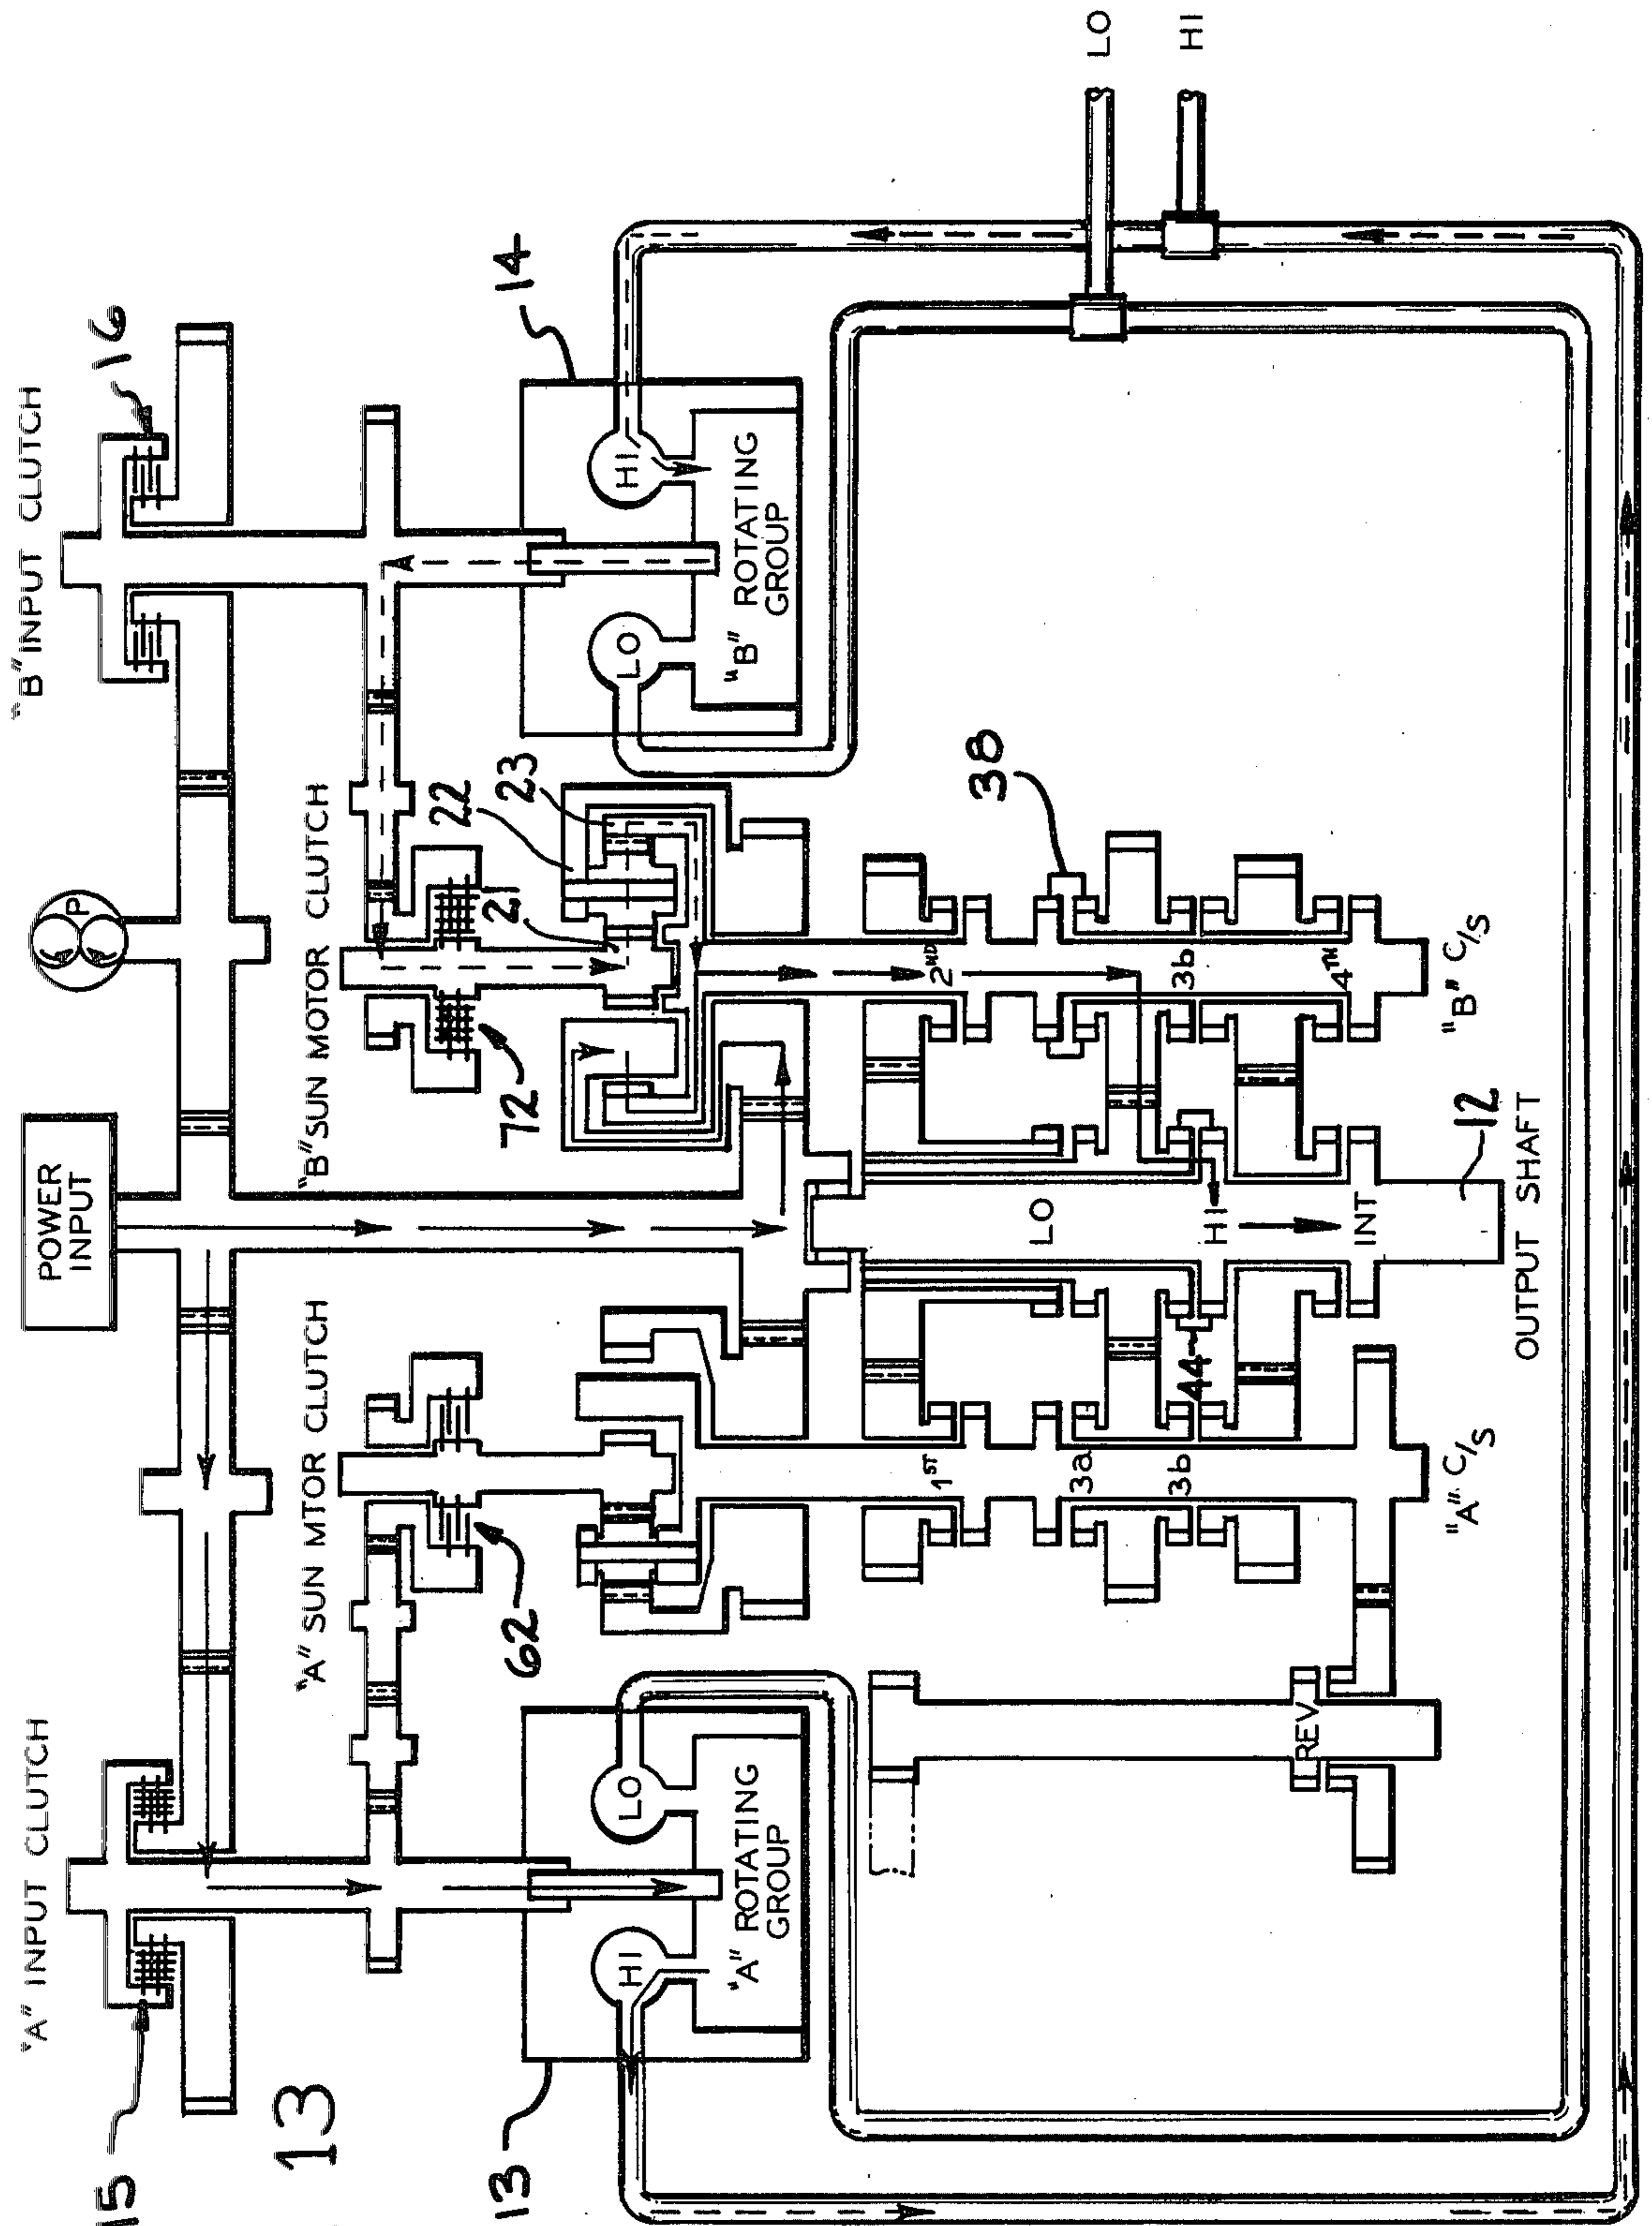 "A" INPUT CLUTCH
15
13
POWER
INPUT
P
"B" INPUT CLUTCH
16
"A" SUN MTOR CLUTCH
62
"B" SUN MOTOR CLUTCH
72
21
22
23
13
HI
LO
"A" ROTATING
GROUP
14
LO
HI
"B" ROTATING
GROUP
REV
1ST
3a
3b
"A" C/S
44
LO
HI
INT
12
OUTPUT SHAFT
38
2ND
3b
4TH
"B" C/S
LO
HI